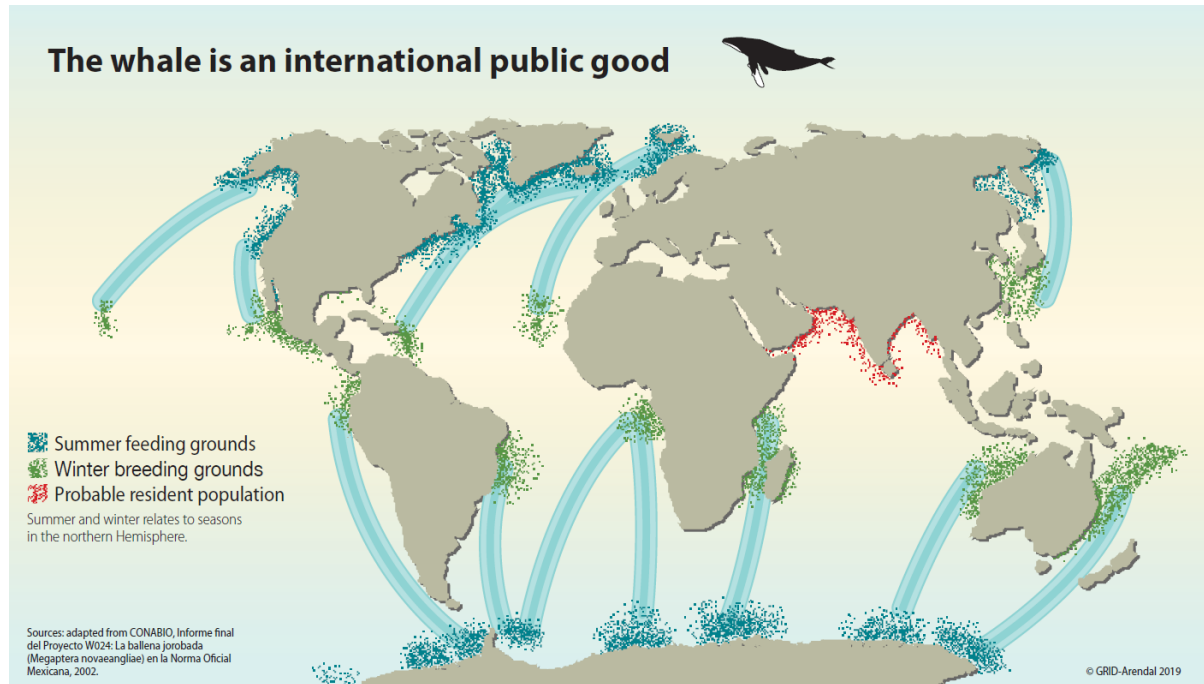 The whale is an international public good
Summer feeding grounds
Winter breeding grounds
Probable resident population
Summer and winter relates to seasons
in the northern Hemisphere.
Sources: adapted from CONABIO, Informe final
del Proyecto W024: La ballena jorobada
(Megaptera novaeangliae) en la Norma Oficial
Mexicana, 2002.
© GRID-Arendal 2019